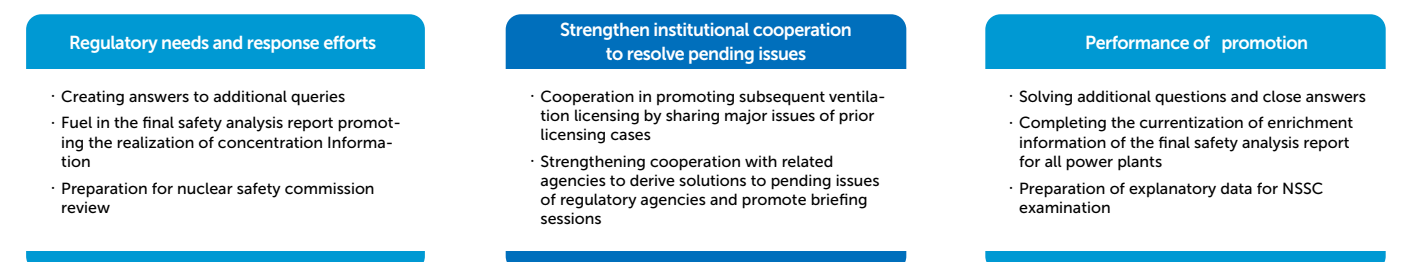 Regulatory needs and response efforts
· Creating answers to additional queries
· Fuel in the final safety analysis report promot-
ing the realization of concentration Informa-
tion
· Preparation for nuclear safety commission
review
Strengthen institutional cooperation
to resolve pending issues
· Cooperation in promoting subsequent ventila-
tion licensing by sharing major issues of prior
licensing cases
· Strengthening cooperation with related
agencies to derive solutions to pending issues
of regulatory agencies and promote briefing
sessions
Performance of promotion
· Solving additional questions and close answers
· Completing the currentization of enrichment
information of the final safety analysis report
for all power plants
· Preparation of explanatory data for NSSC
examination